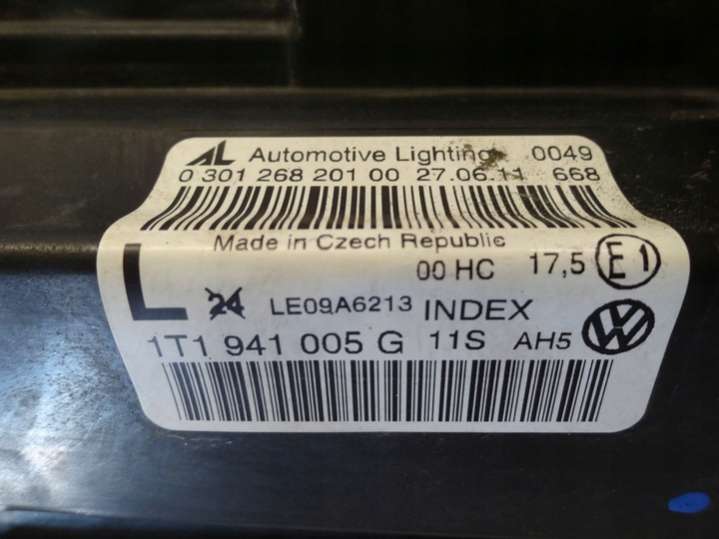 AL Automotive Lighting 0049
0 301 268 201 00 27.06.11 668
Made in Czech Republic
00 HC 17,5 E1
L 24 LE09A6213 INDEX
1T1 941 005 G 11S AH5 VW